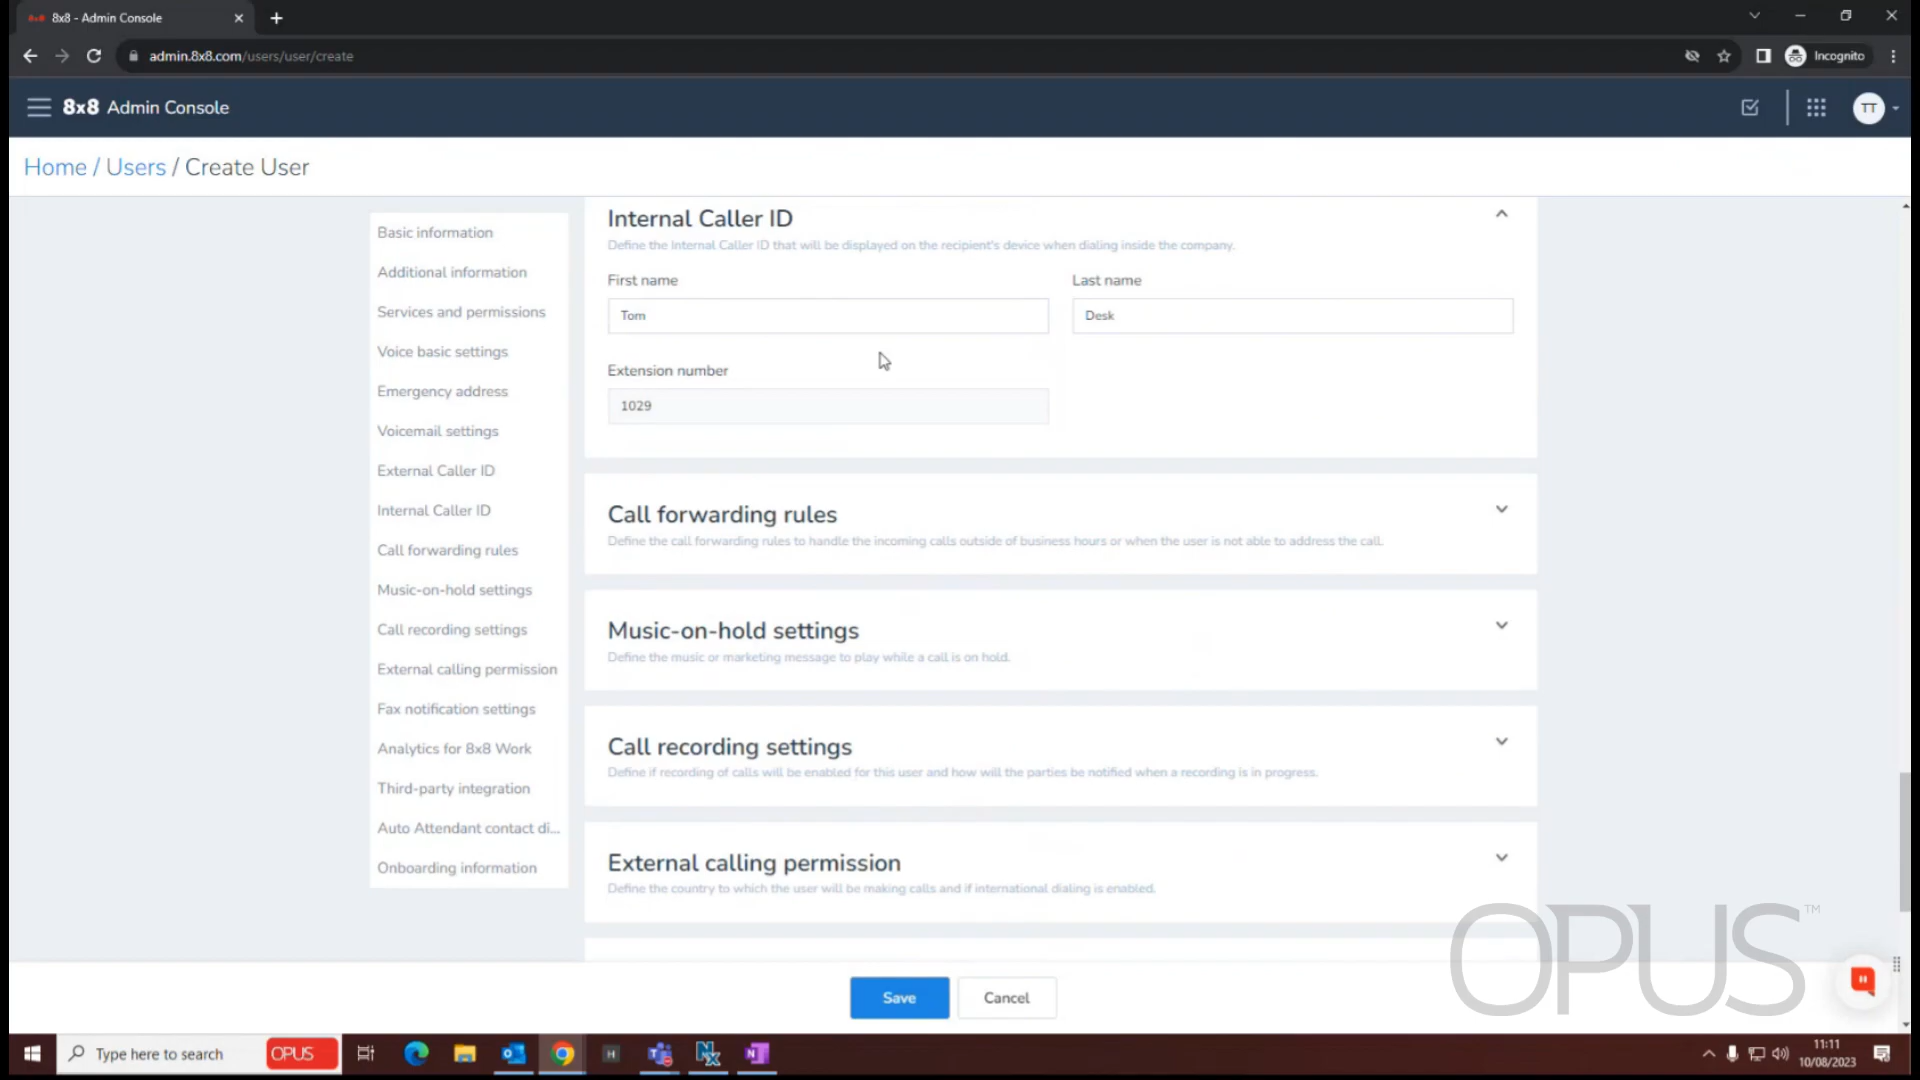 8x8 - Admin Console
admin.8x8.com/users/user/create
Incognito
8x8 Admin Console
TT
Home / Users / Create User
Basic information
Additional information
Services and permissions
Voice basic settings
Emergency address
Voicemail settings
External Caller ID
Internal Caller ID
Call forwarding rules
Music-on-hold settings
Call recording settings
External calling permission
Fax notification settings
Analytics for 8x8 Work
Third-party integration
Auto Attendant contact di...
Onboarding information
Internal Caller ID
Define the Internal Caller ID that will be displayed on the recipient's device when dialing inside the company.
First name
Last name
Tom
Desk
Extension number
1029
Call forwarding rules
Define the call forwarding rules to handle the incoming calls outside of business hours or when the user is not able to address the call.
Music-on-hold settings
Define the music or marketing message to play while a call is on hold.
Call recording settings
Define if recording of calls will be enabled for this user and how will the parties be notified when a recording is in progress.
External calling permission
Define the country to which the user will be making calls and if international dialing is enabled.
OPUS™
Save
Cancel
Type here to search
OPUS
H
N
11:11
10/08/2023